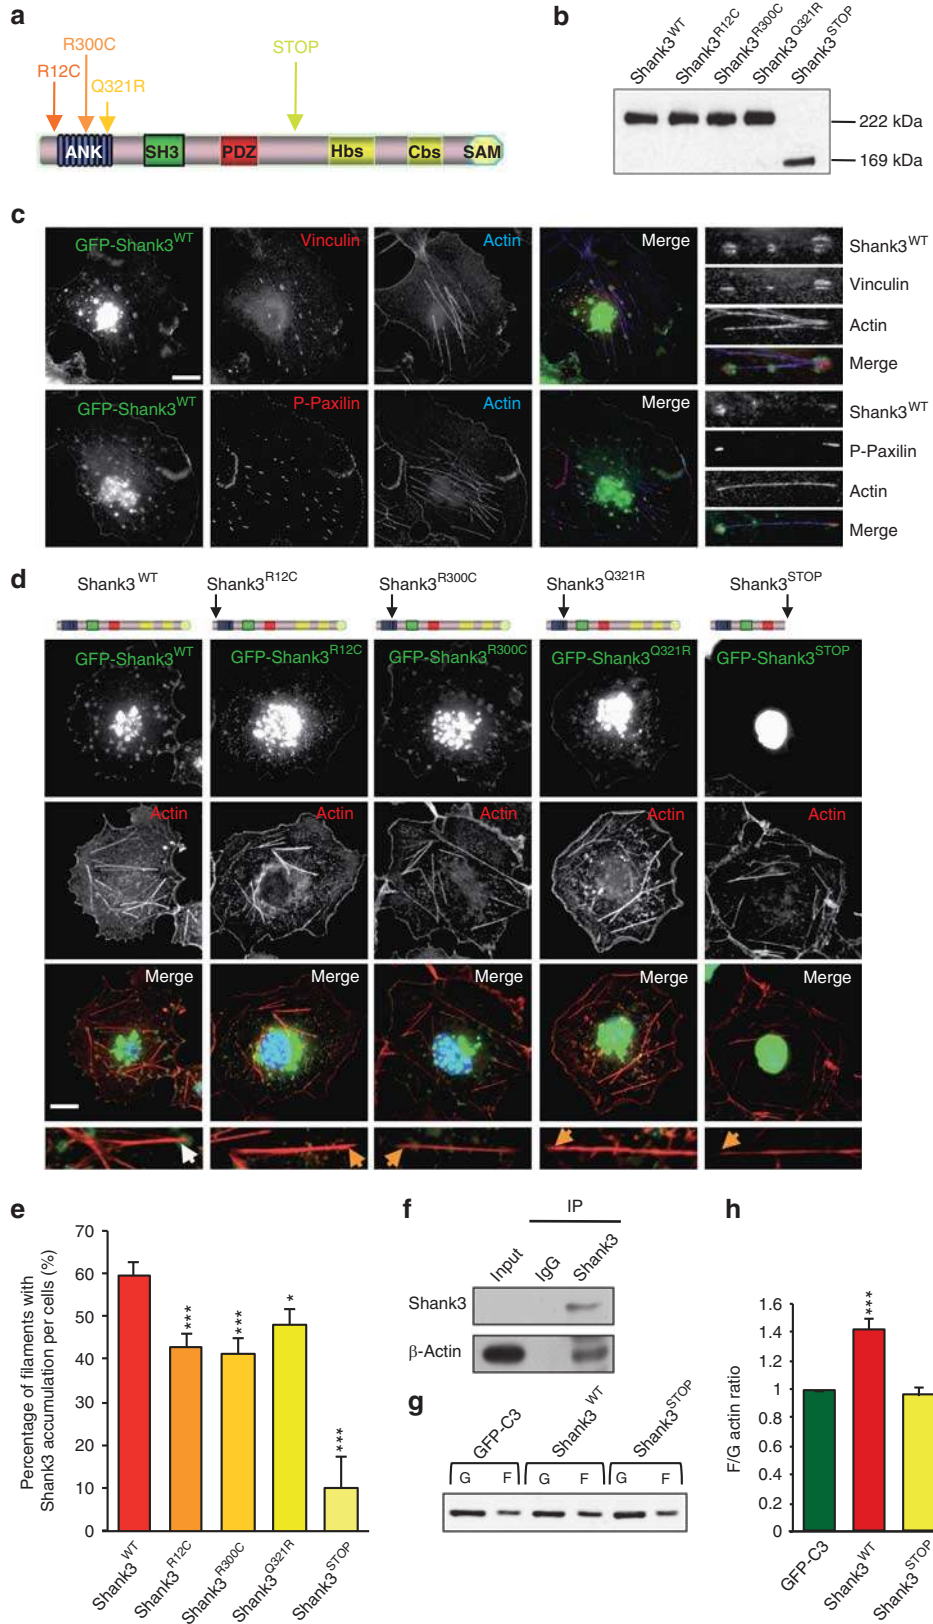 a
R300C
STOP
R12C
Q321R
ANK
SH3
PDZ
Hbs
Cbs
SAM
b
Shank3WT
Shank3R12C
Shank3R300C
Shank3Q321R
Shank3STOP
222 kDa
169 kDa
c
GFP-Shank3WT
Vinculin
Actin
Merge
Shank3WT
Vinculin
Actin
Merge
GFP-Shank3WT
P-Paxilin
Actin
Merge
Shank3WT
P-Paxilin
Actin
Merge
d
Shank3WT
Shank3R12C
Shank3R300C
Shank3Q321R
Shank3STOP
GFP-Shank3WT
GFP-Shank3R12C
GFP-Shank3R300C
GFP-Shank3Q321R
GFP-Shank3STOP
Actin
Actin
Actin
Actin
Actin
Merge
Merge
Merge
Merge
Merge
e
Percentage of filaments with
Shank3 accumulation per cells (%)
70
60
50
40
30
20
10
0
***
***
*
***
Shank3WT
Shank3R12C
Shank3R300C
Shank3Q321R
Shank3STOP
f
IP
Input
IgG
Shank3
Shank3
β-Actin
g
GFP-C3
Shank3WT
Shank3STOP
G F G F G F
h
F/G actin ratio
1.6
1.4
1.2
1
0.8
0.6
0.4
0.2
0
***
GFP-C3
Shank3WT
Shank3STOP